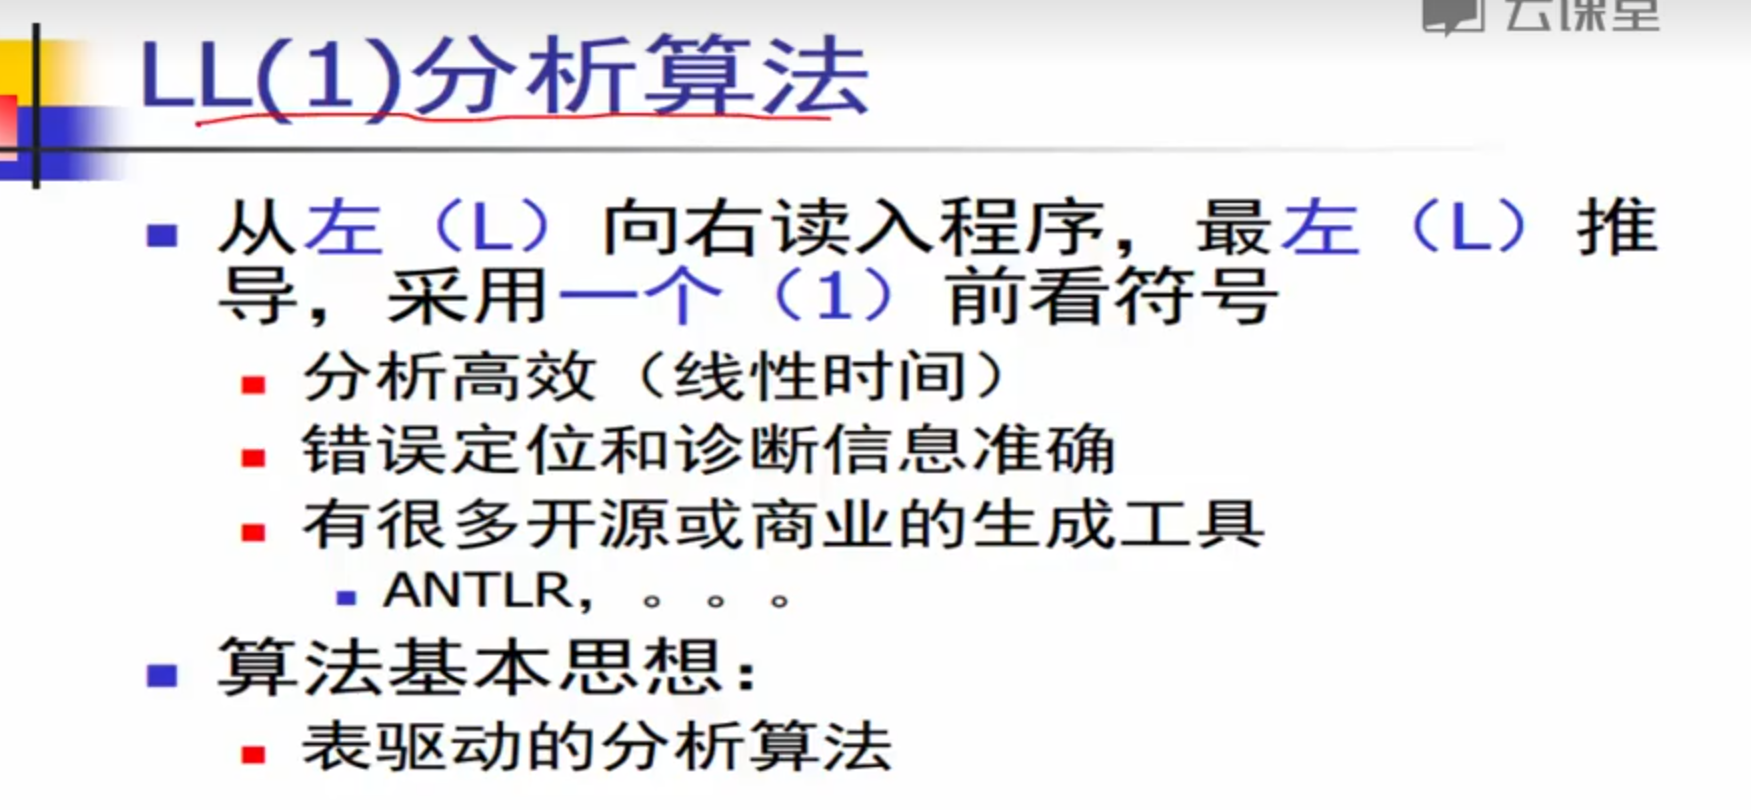 云课堂
LL(1)分析算法
从左（L）向右读入程序，最左（L）推
导，采用一个（1）前看符号
分析高效（线性时间）
错误定位和诊断信息准确
有很多开源或商业的生成工具
ANTLR，。。。
算法基本思想：
表驱动的分析算法